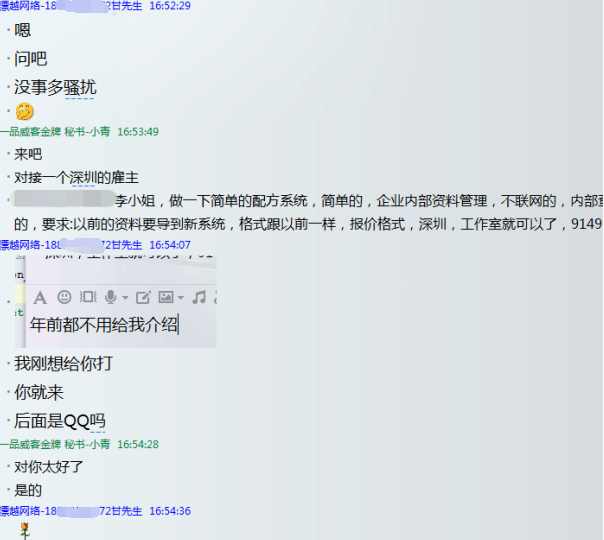 漂越网络-18 72甘先生 16:52:29
嗯
问吧
没事多骚扰
一品威客金牌 秘书-小青 16:53:49
来吧
对接一个深圳的雇主
李小姐，做一下简单的配方系统，简单的，企业内部资料管理，不联网的，内部
的，要求:以前的资料要导到新系统，格式跟以前一样，报价格式，深圳，工作室就可以了，9149
漂越网络-18 72甘先生 16:54:07
年前都不用给我介绍
我刚想给你打
你就来
后面是QQ吗
一品威客金牌 秘书-小青 16:54:28
对你太好了
是的
漂越网络-18 72甘先生 16:54:36